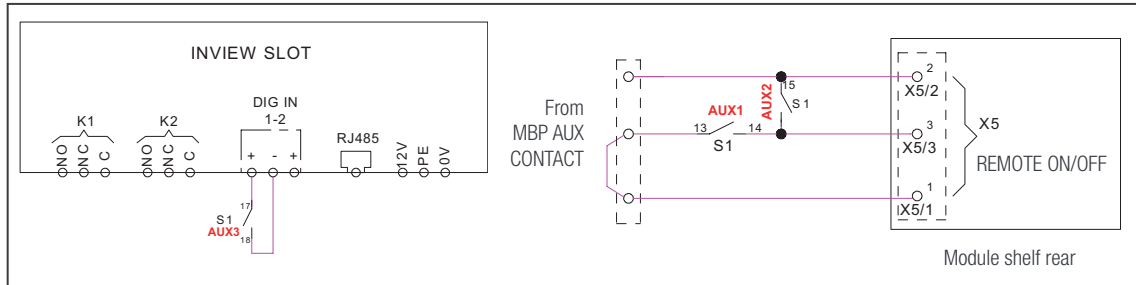 INVIEW SLOT
K1
K2
DIG IN
1-2
RJ485
NO
NC
C
NO
NC
C
+
-
+
12V
PE
0V
17
S1
AUX3
18
From
MBP AUX
CONTACT
AUX1
13
14
S1
AUX2
15
S1
2
X5/2
3
X5/3
1
X5/1
X5
REMOTE ON/OFF
Module shelf rear